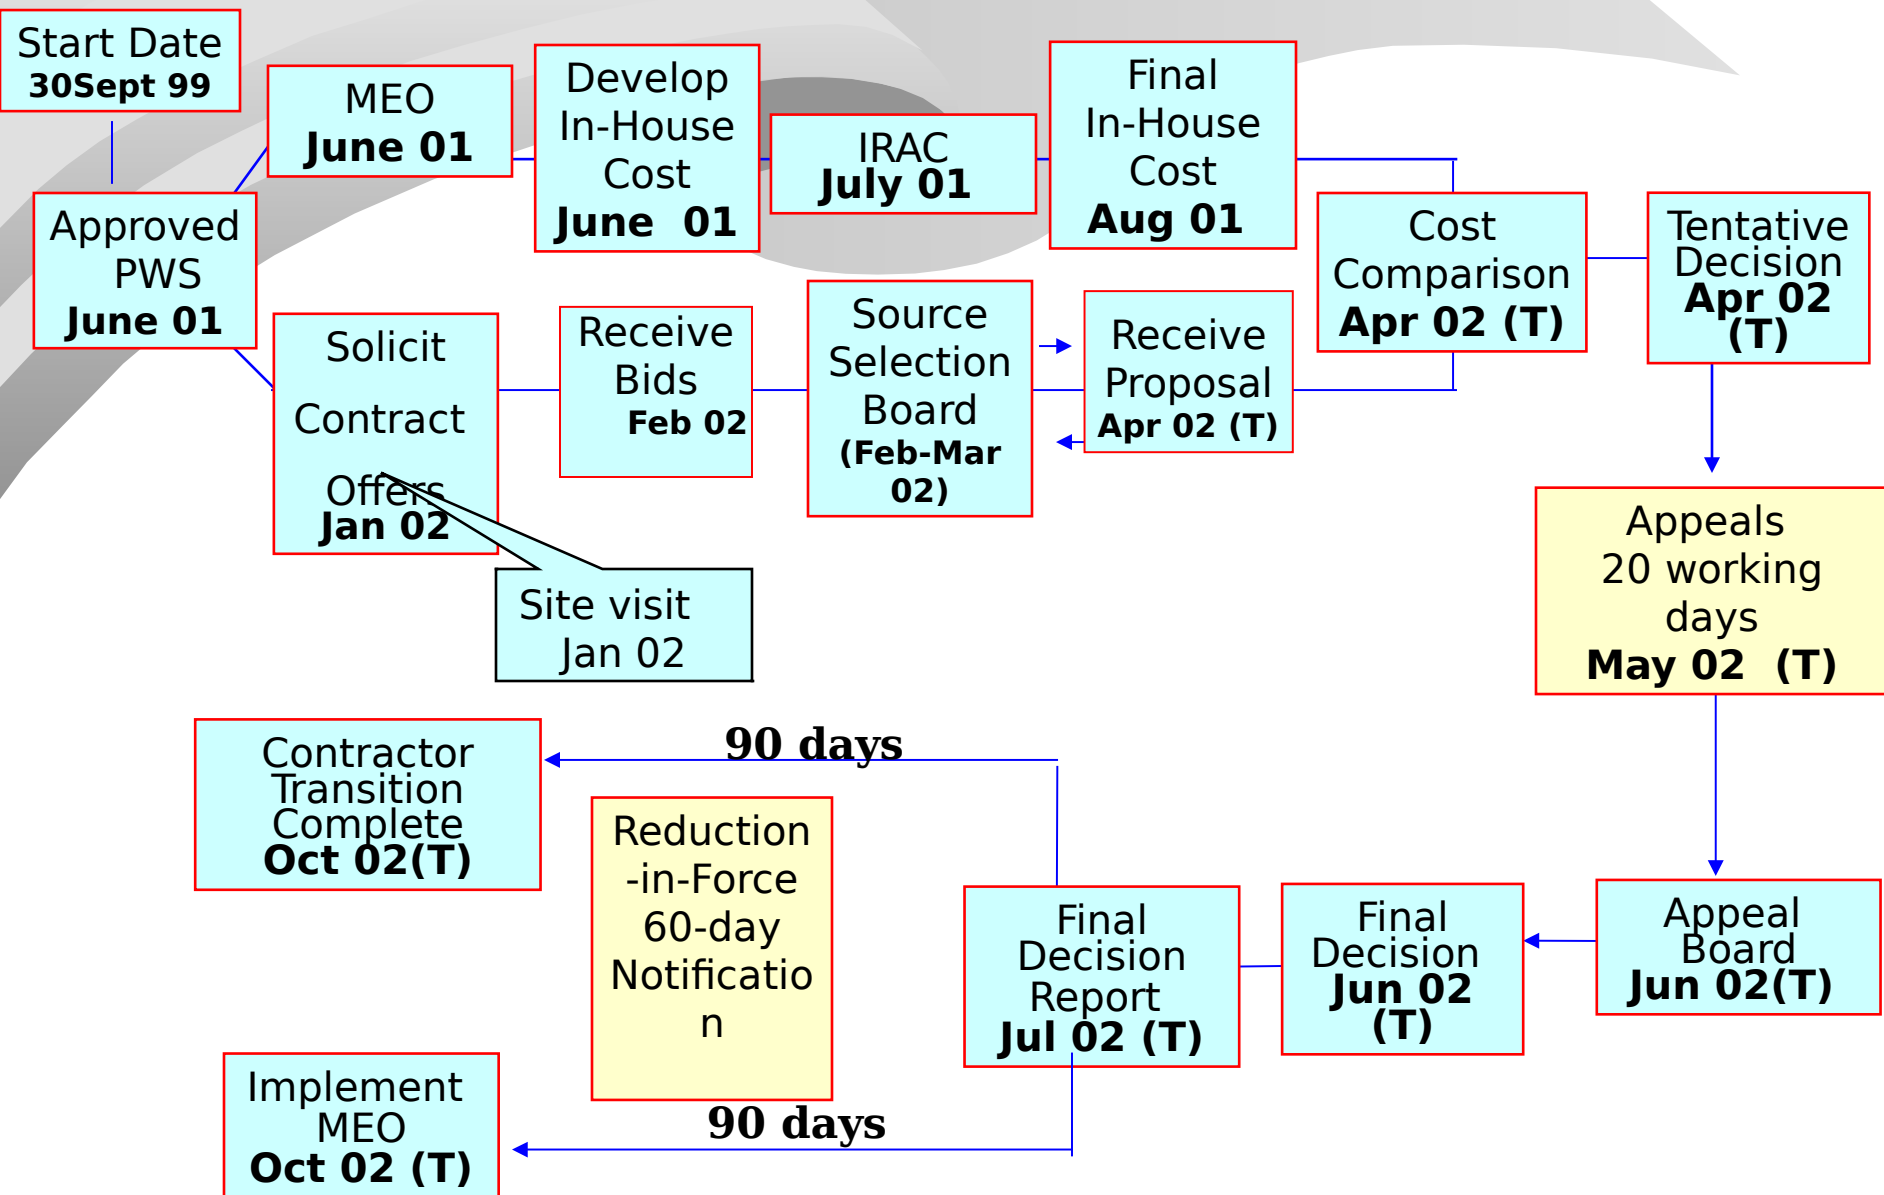 Start Date
30Sept 99
MEO
June 01
Develop
In-House
Cost
June  01
IRAC
July 01
Final
In-House
Cost
Aug 01
Approved
PWS
June 01
Cost
Comparison
Apr 02 (T)
Tentative
Decision
Apr 02
(T)
Solicit
Contract
Offers
Jan 02
Receive
Bids
Feb 02
Source
Selection
Board
(Feb-Mar
02)
Receive
Proposal
Apr 02 (T)
Site visit
Jan 02
Appeals
20 working
days
May 02  (T)
Contractor
Transition
Complete
Oct 02(T)
90 days
Reduction
-in-Force
60-day
Notificatio
n
Final
Decision
Report
Jul 02 (T)
Final
Decision
Jun 02
(T)
Appeal
Board
Jun 02(T)
Implement
MEO
Oct 02 (T)
90 days